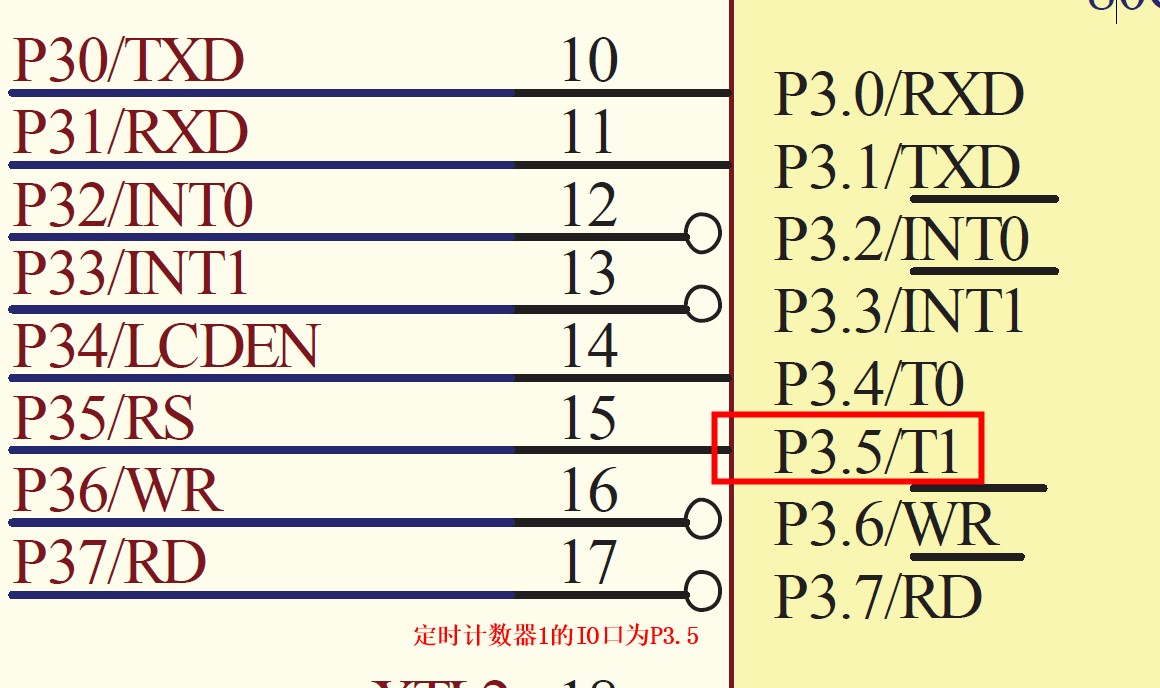 P30/TXD 10 P3.0/RXD
P31/RXD 11 P3.1/TXD
P32/INT0 12 P3.2/INT0
P33/INT1 13 P3.3/INT1
P34/LCDEN 14 P3.4/T0
P35/RS 15 P3.5/T1
P36/WR 16 P3.6/WR
P37/RD 17 P3.7/RD
定时计数器1的IO口为P3.5